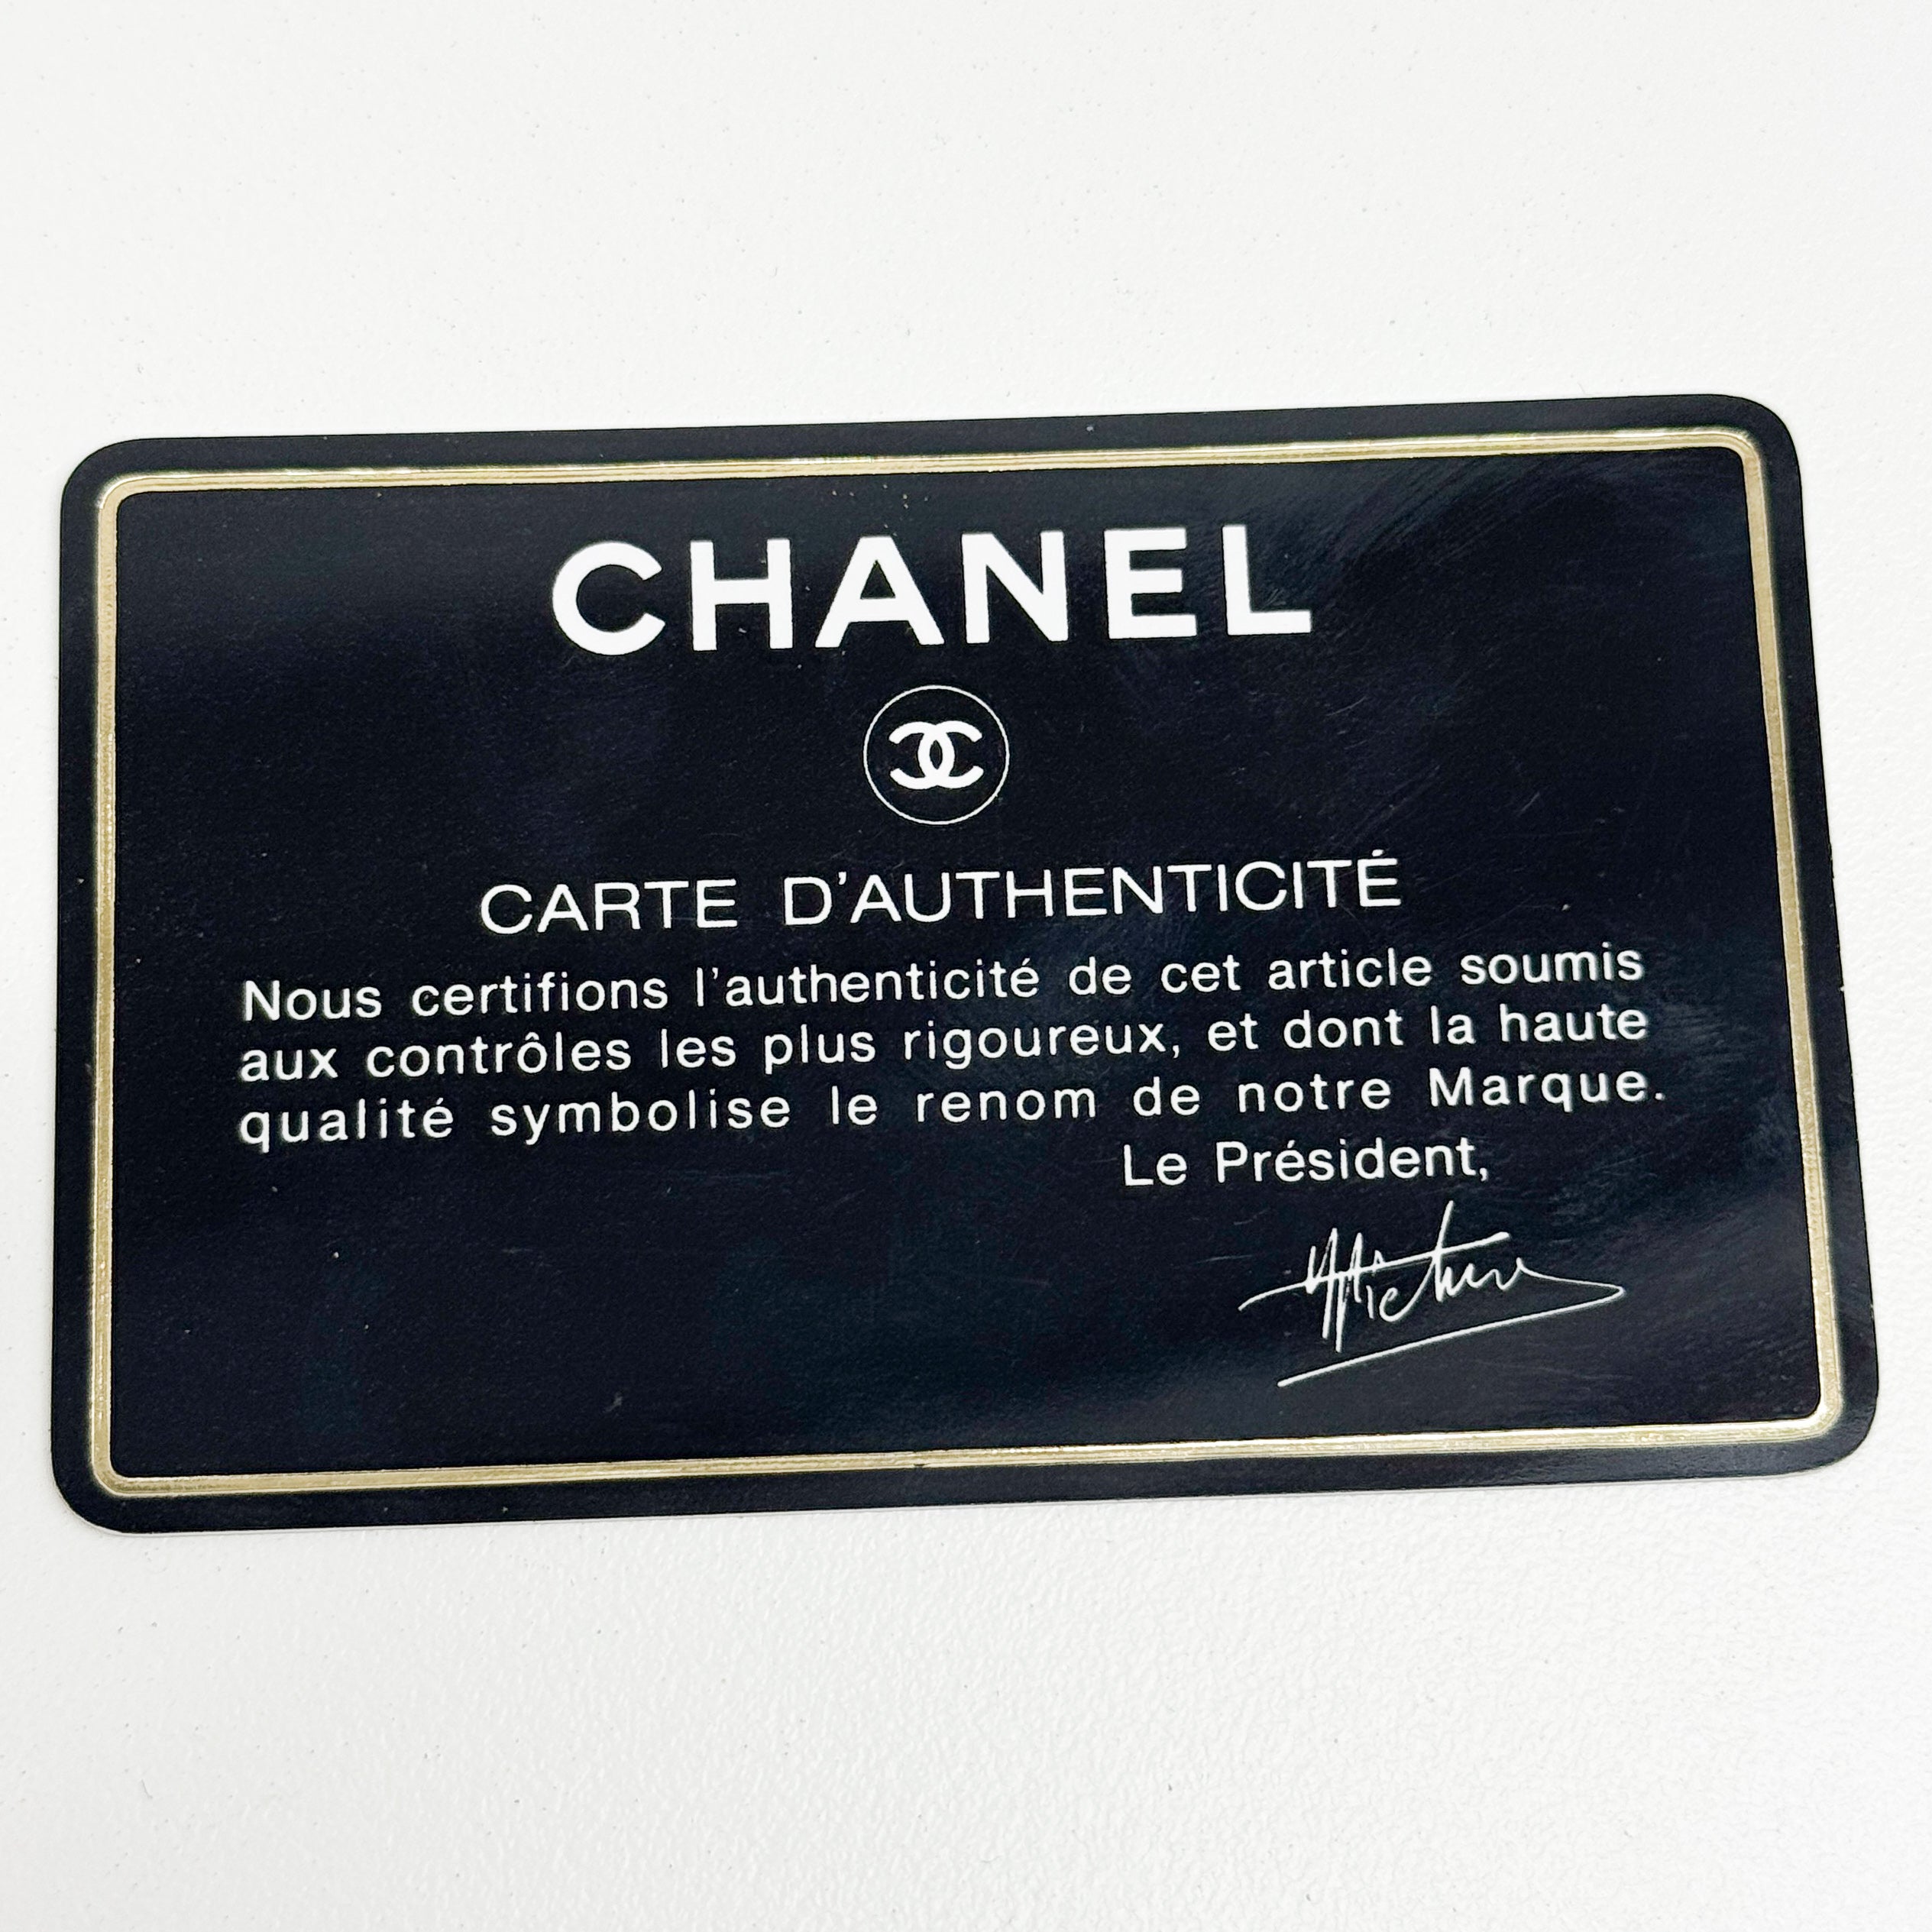 CHANEL
CARTE D'AUTHENTICITÉ
Nous certifions l'authenticité de cet article soumis
aux contrôles les plus rigoureux, et dont la haute
qualité symbolise le renom de notre Marque.
Le Président,